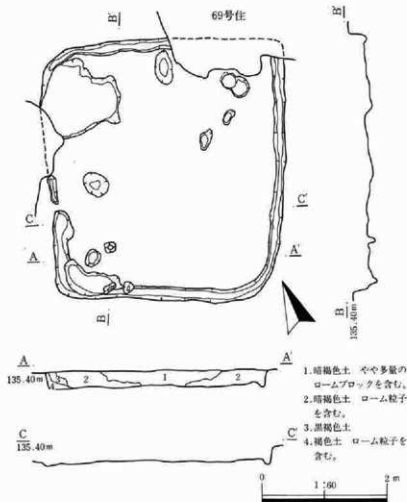 69号住
B'
B'
C
A
C'
A'
B
B
135.40m
A
A'
135.40m
2
1
2
C
C'
135.40m
1.暗褐色土 やや多量の
ロームブロックを含む。
2.暗褐色土 ローム粒子
を含む。
3.黒褐色土
4.褐色土 ローム粒子を
含む。
0
1:60
2m